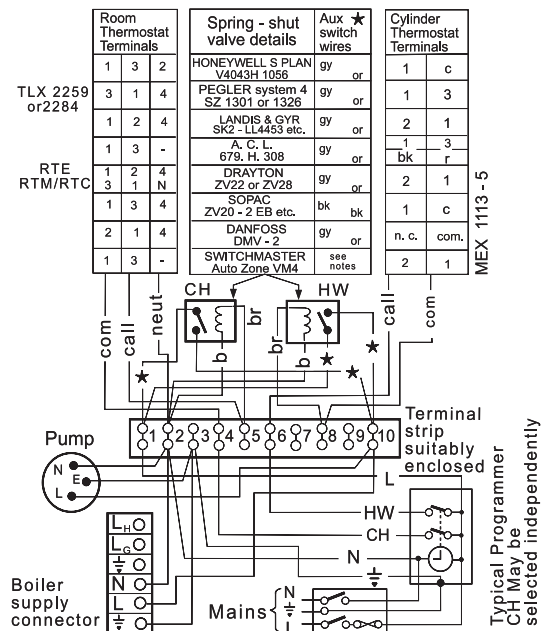 Room Thermostat Terminals
Spring - shut valve details
Aux ★ switch wires
Cylinder Thermostat Terminals
1 3 2 HONEYWELL S PLAN V4043H 1056 gy or 1 c
TLX 2259 or2284 3 1 4 PEGLER system 4 SZ 1301 or 1326 gy or 1 3
1 2 4 LANDIS & GYR SK2 - LL4453 etc. gy or 2 1
1 3 - A. C. L. 679. H. 308 gy or 1 bk 3 r
RTE RTM/RTC 1 2 4 3 1 N DRAYTON ZV22 or ZV28 gy or 2 1
1 3 4 SOPAC ZV20 - 2 EB etc. bk bk 1 c
2 1 4 DANFOSS DMV - 2 gy or n. c. com.
1 3 - SWITCHMASTER Auto Zone VM4 see notes 2 1
MEX 1113 - 5
com call neut
CH HW
br b br b
call com
1 2 3 4 5 6 7 8 9 10
Terminal strip suitably enclosed
Pump
N
E
L
L
HW
CH
N
Typical Programmer CH May be selected independently
LH
LG
N
L
Boiler supply connector
Mains
N
L